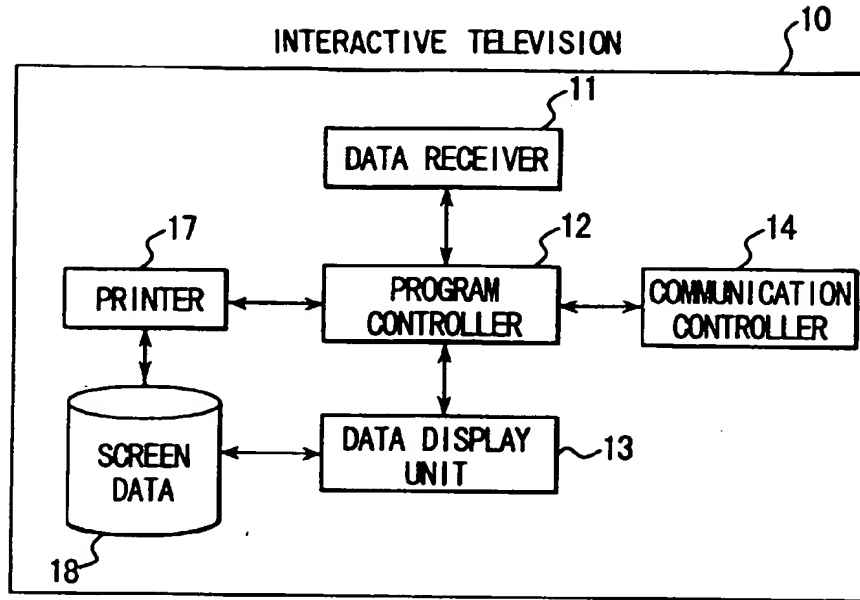 INTERACTIVE TELEVISION
10
11
DATA RECEIVER
17
12
14
PRINTER
PROGRAM
CONTROLLER
COMMUNICATION
CONTROLLER
SCREEN
DATA
DATA DISPLAY
UNIT
13
18